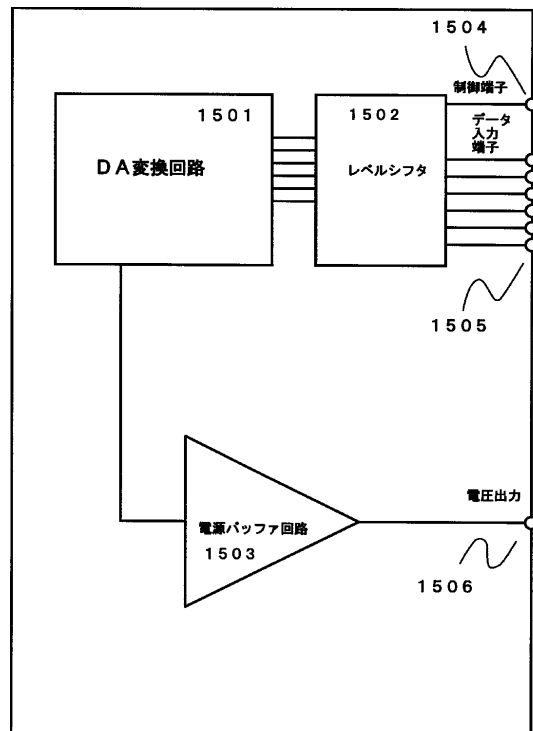 １５０４
制御端子
１５０１
１５０２
データ
入力
端子
ＤＡ変換回路
レベルシフタ
１５０５
電圧出力
電源バッファ回路
１５０３
１５０６